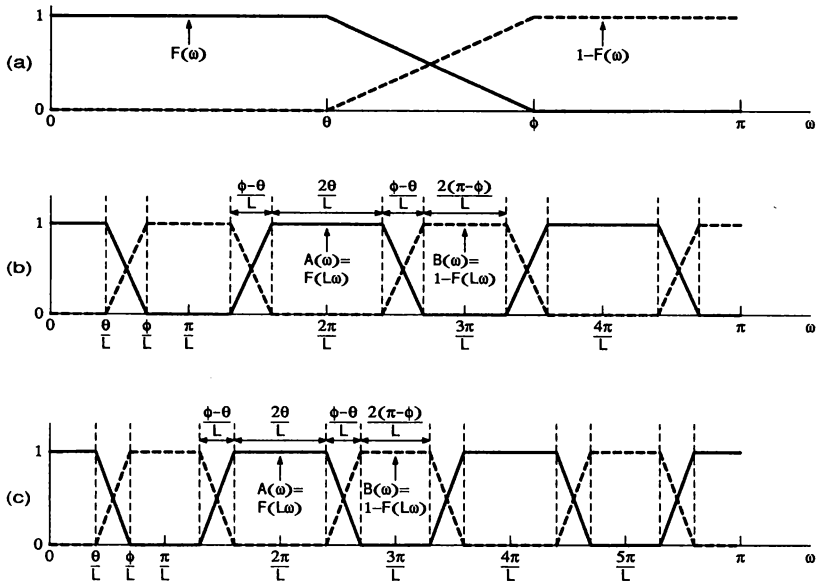 1
F(ω)
1–F(ω)
(a)
0
0 θ ϕ π ω
ϕ–θ/L 2θ/L ϕ–θ/L 2(π–ϕ)/L
1
A(ω)= B(ω)=
F(Lω) 1–F(Lω)
(b)
0
0 θ/L ϕ/L π/L 2π/L 3π/L 4π/L π ω
ϕ–θ/L 2θ/L ϕ–θ/L 2(π–ϕ)/L
1
A(ω)= B(ω)=
F(Lω) 1–F(Lω)
(c)
0
0 θ/L ϕ/L π/L 2π/L 3π/L 4π/L 5π/L π ω